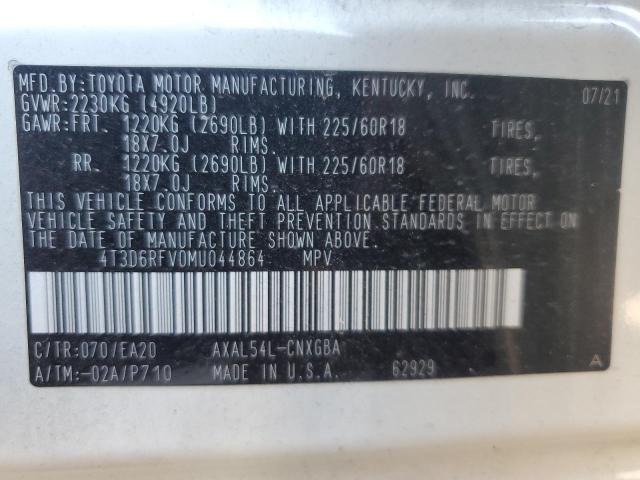 MFD.BY:TOYOTA MOTOR MANUFACTURING, KENTUCKY, INC. 07/21
GVWR:2230KG (4920LB)
GAWR:FRT. 1220KG (2690LB) WITH 225/60R18 TIRES,
18X7.0J RIMS,
RR. 1220KG (2690LB) WITH 225/60R18 TIRES,
18X7.0J RIMS.
THIS VEHICLE CONFORMS TO ALL APPLICABLE FEDERAL MOTOR
VEHICLE SAFETY AND THEFT PREVENTION STANDARDS IN EFFECT ON
THE DATE OF MANUFACTURE SHOWN ABOVE.
4T3D6RFV0MU044864 MPV
C/TR:070/EA20 AXAL54L-CNXGBA A
A/TM:-02A/P710 MADE IN U.S.A. 62929